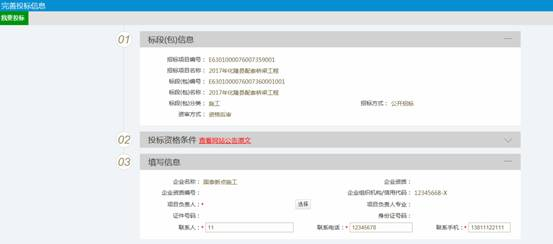 完善投标信息
我要投标
01 标段(包)信息
招标项目编号： E6301000076007359001
招标项目名称： 2017年化隆县配套桥梁工程
标段(包)编号： E6301000076007360001001
标段(包)名称： 2017年化隆县配套桥梁工程
标段(包)分类： 施工 招标方式： 公开招标
资审方式： 资格后审
02 投标资格条件 查看网站公告原文
03 填写信息
企业名称： 国泰新点施工 企业资质：
企业资质编号： 企业组织机构/信用代码： 12345668-X
项目负责人：* 选择 项目负责人专业：
证件号码： 身份证号码：
联系人：* 11 联系电话：* 12345678 联系手机：* 13811122111